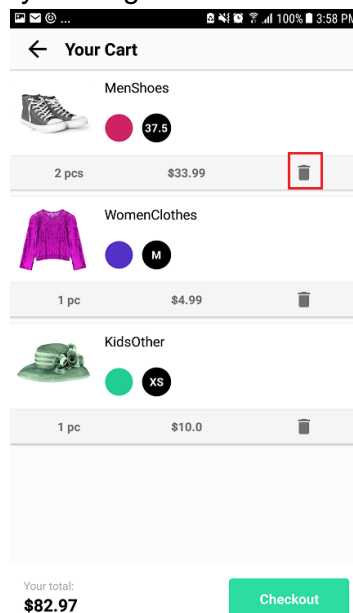 ... 100% 3:58 PM
Your Cart
MenShoes
37.5
2 pcs $33.99
WomenClothes
M
1 pc $4.99
KidsOther
XS
1 pc $10.0
Your total:
$82.97
Checkout